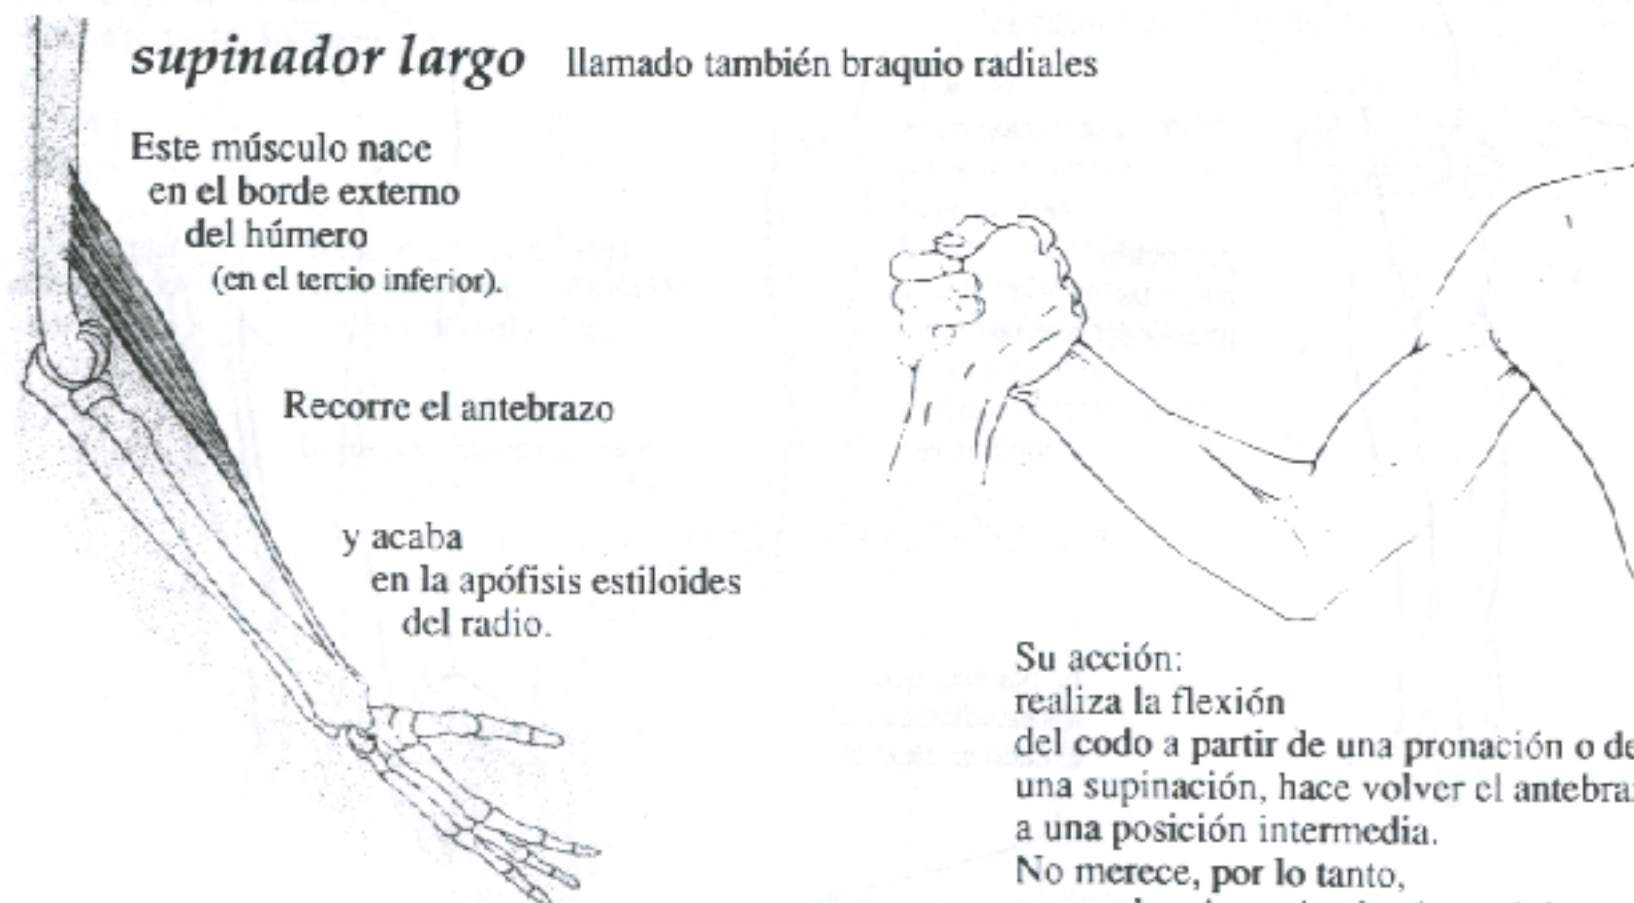 supinador largo llamado también braquio radiales
Este músculo nace
en el borde externo
del húmero
(en el tercio inferior).
Recorre el antebrazo
y acaba
en la apófisis estiloides
del radio.
Su acción:
realiza la flexión
del codo a partir de una pronación o de
una supinación, hace volver el
a una posición intermedia.
No merece, por lo tanto,